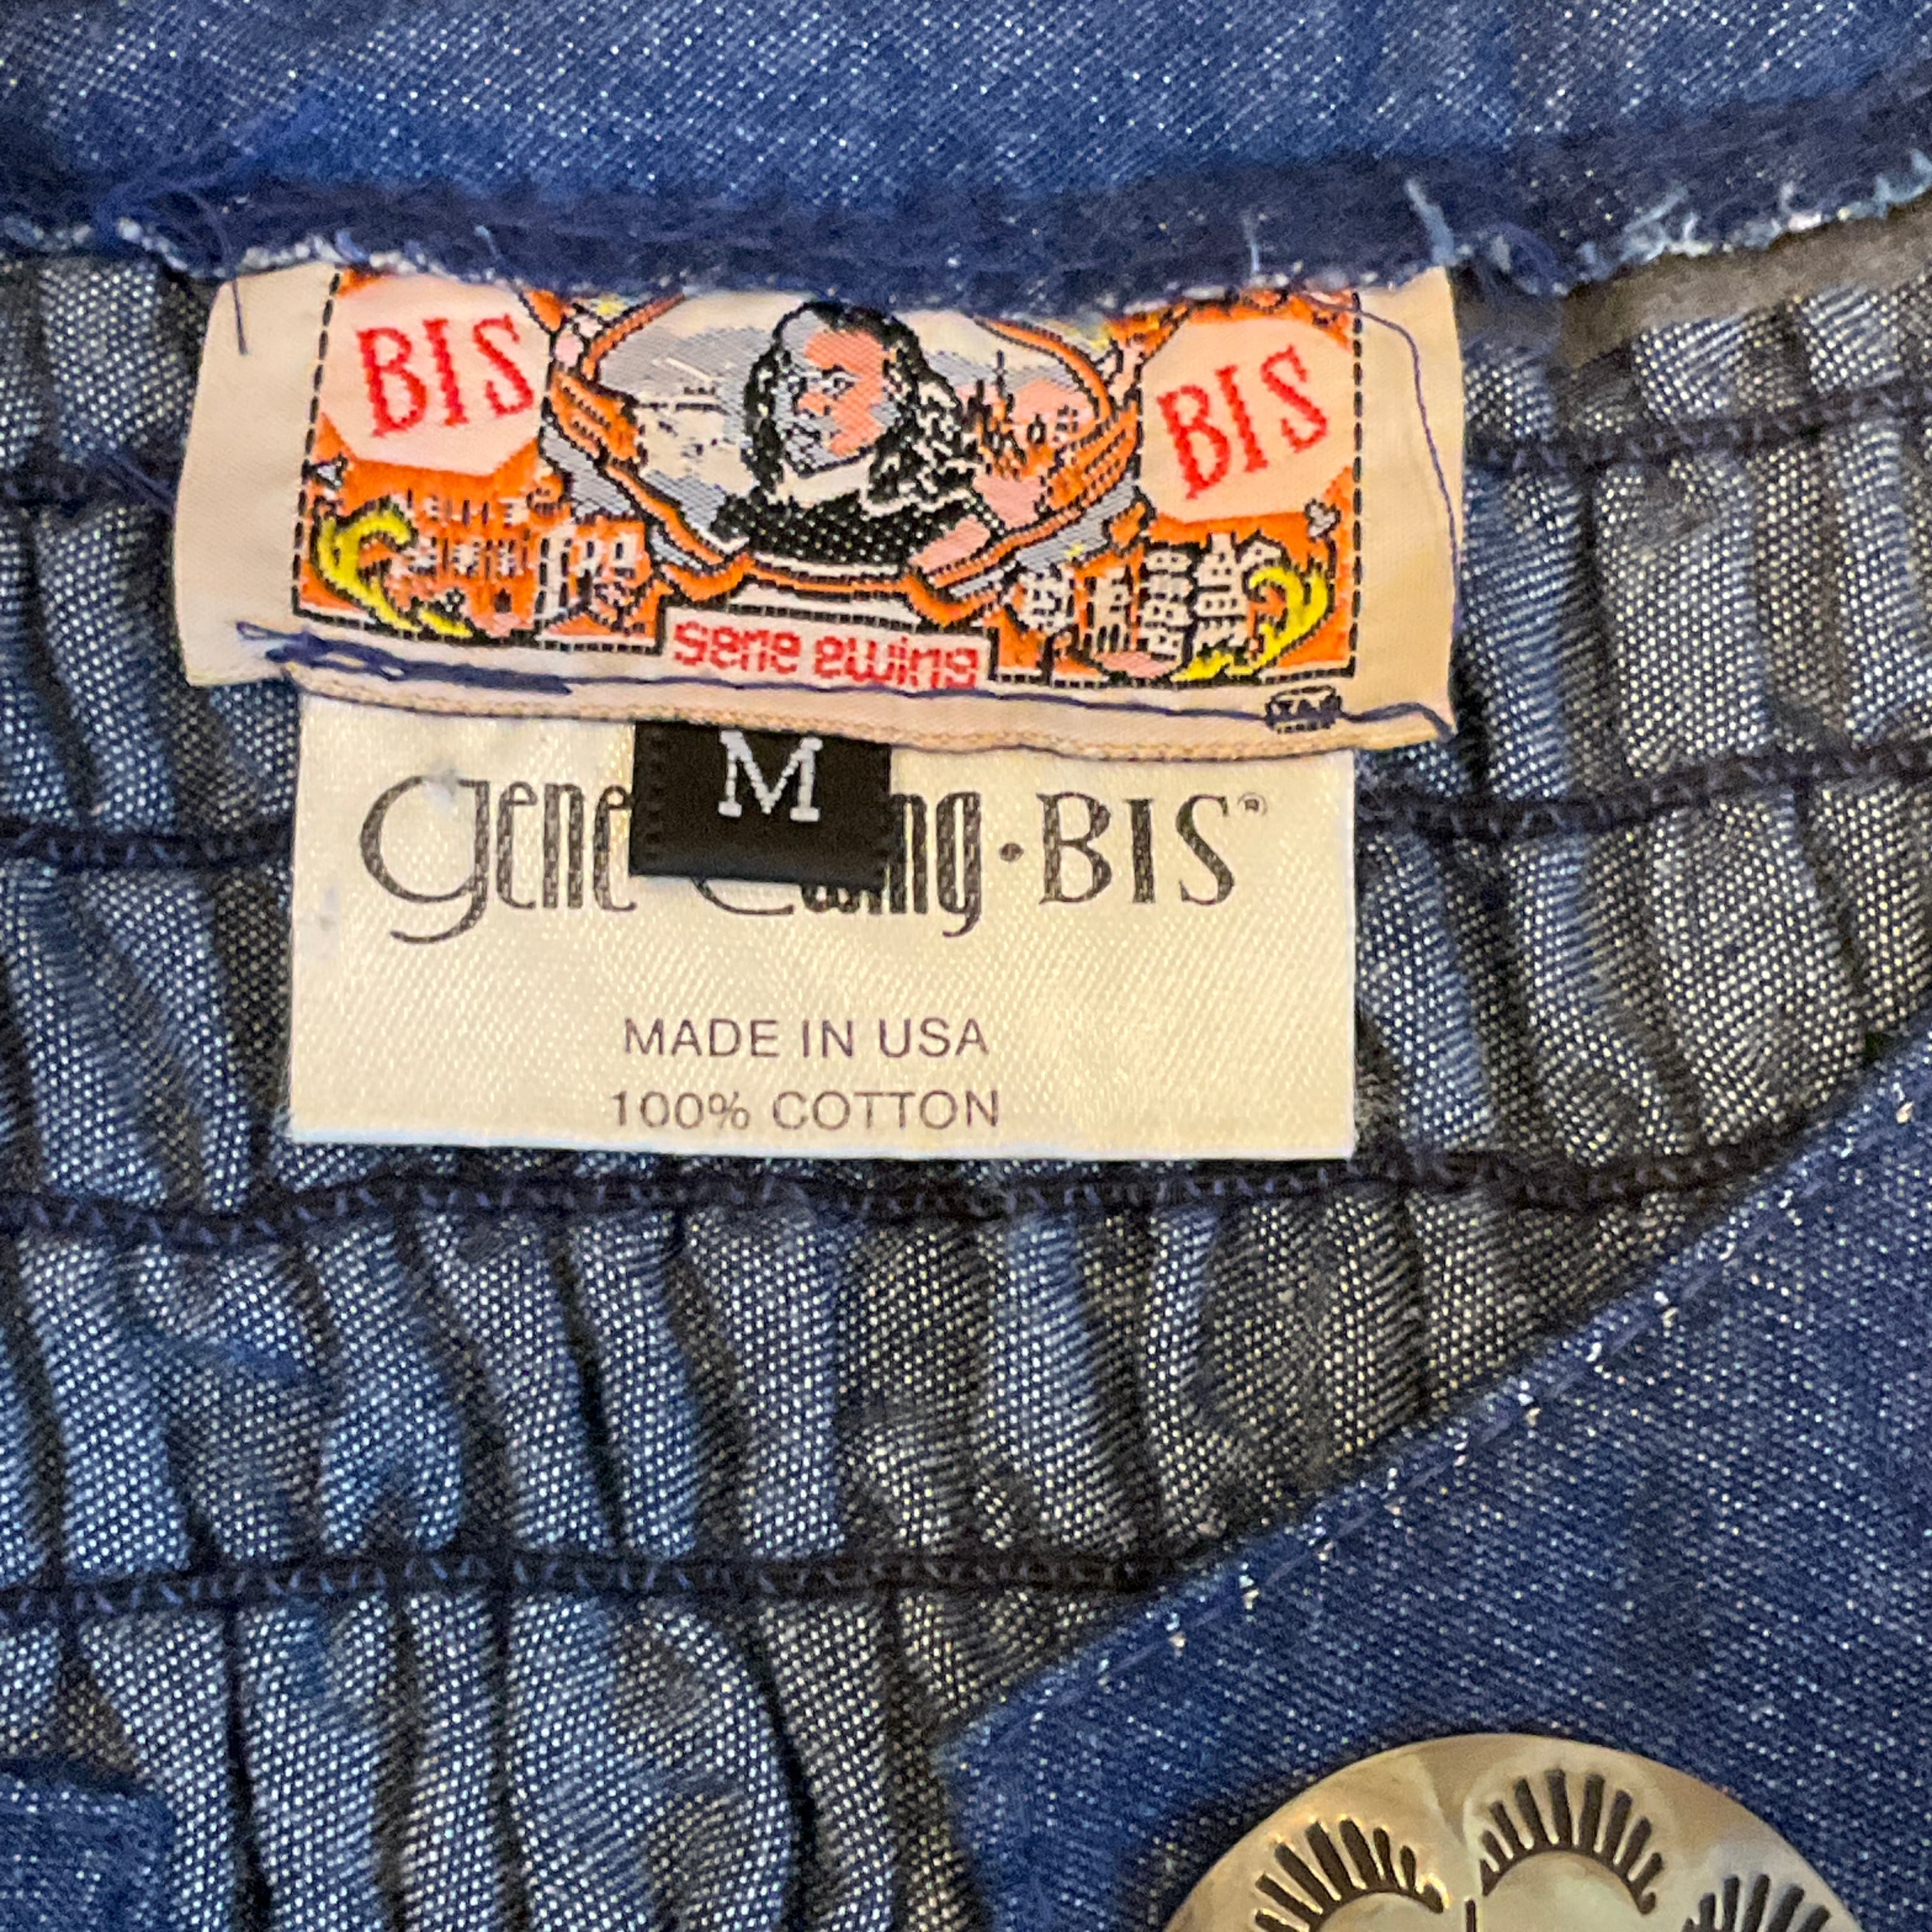 BIS BIS
gene ewing
M
gene Ewing • BIS®
MADE IN USA
100% COTTON